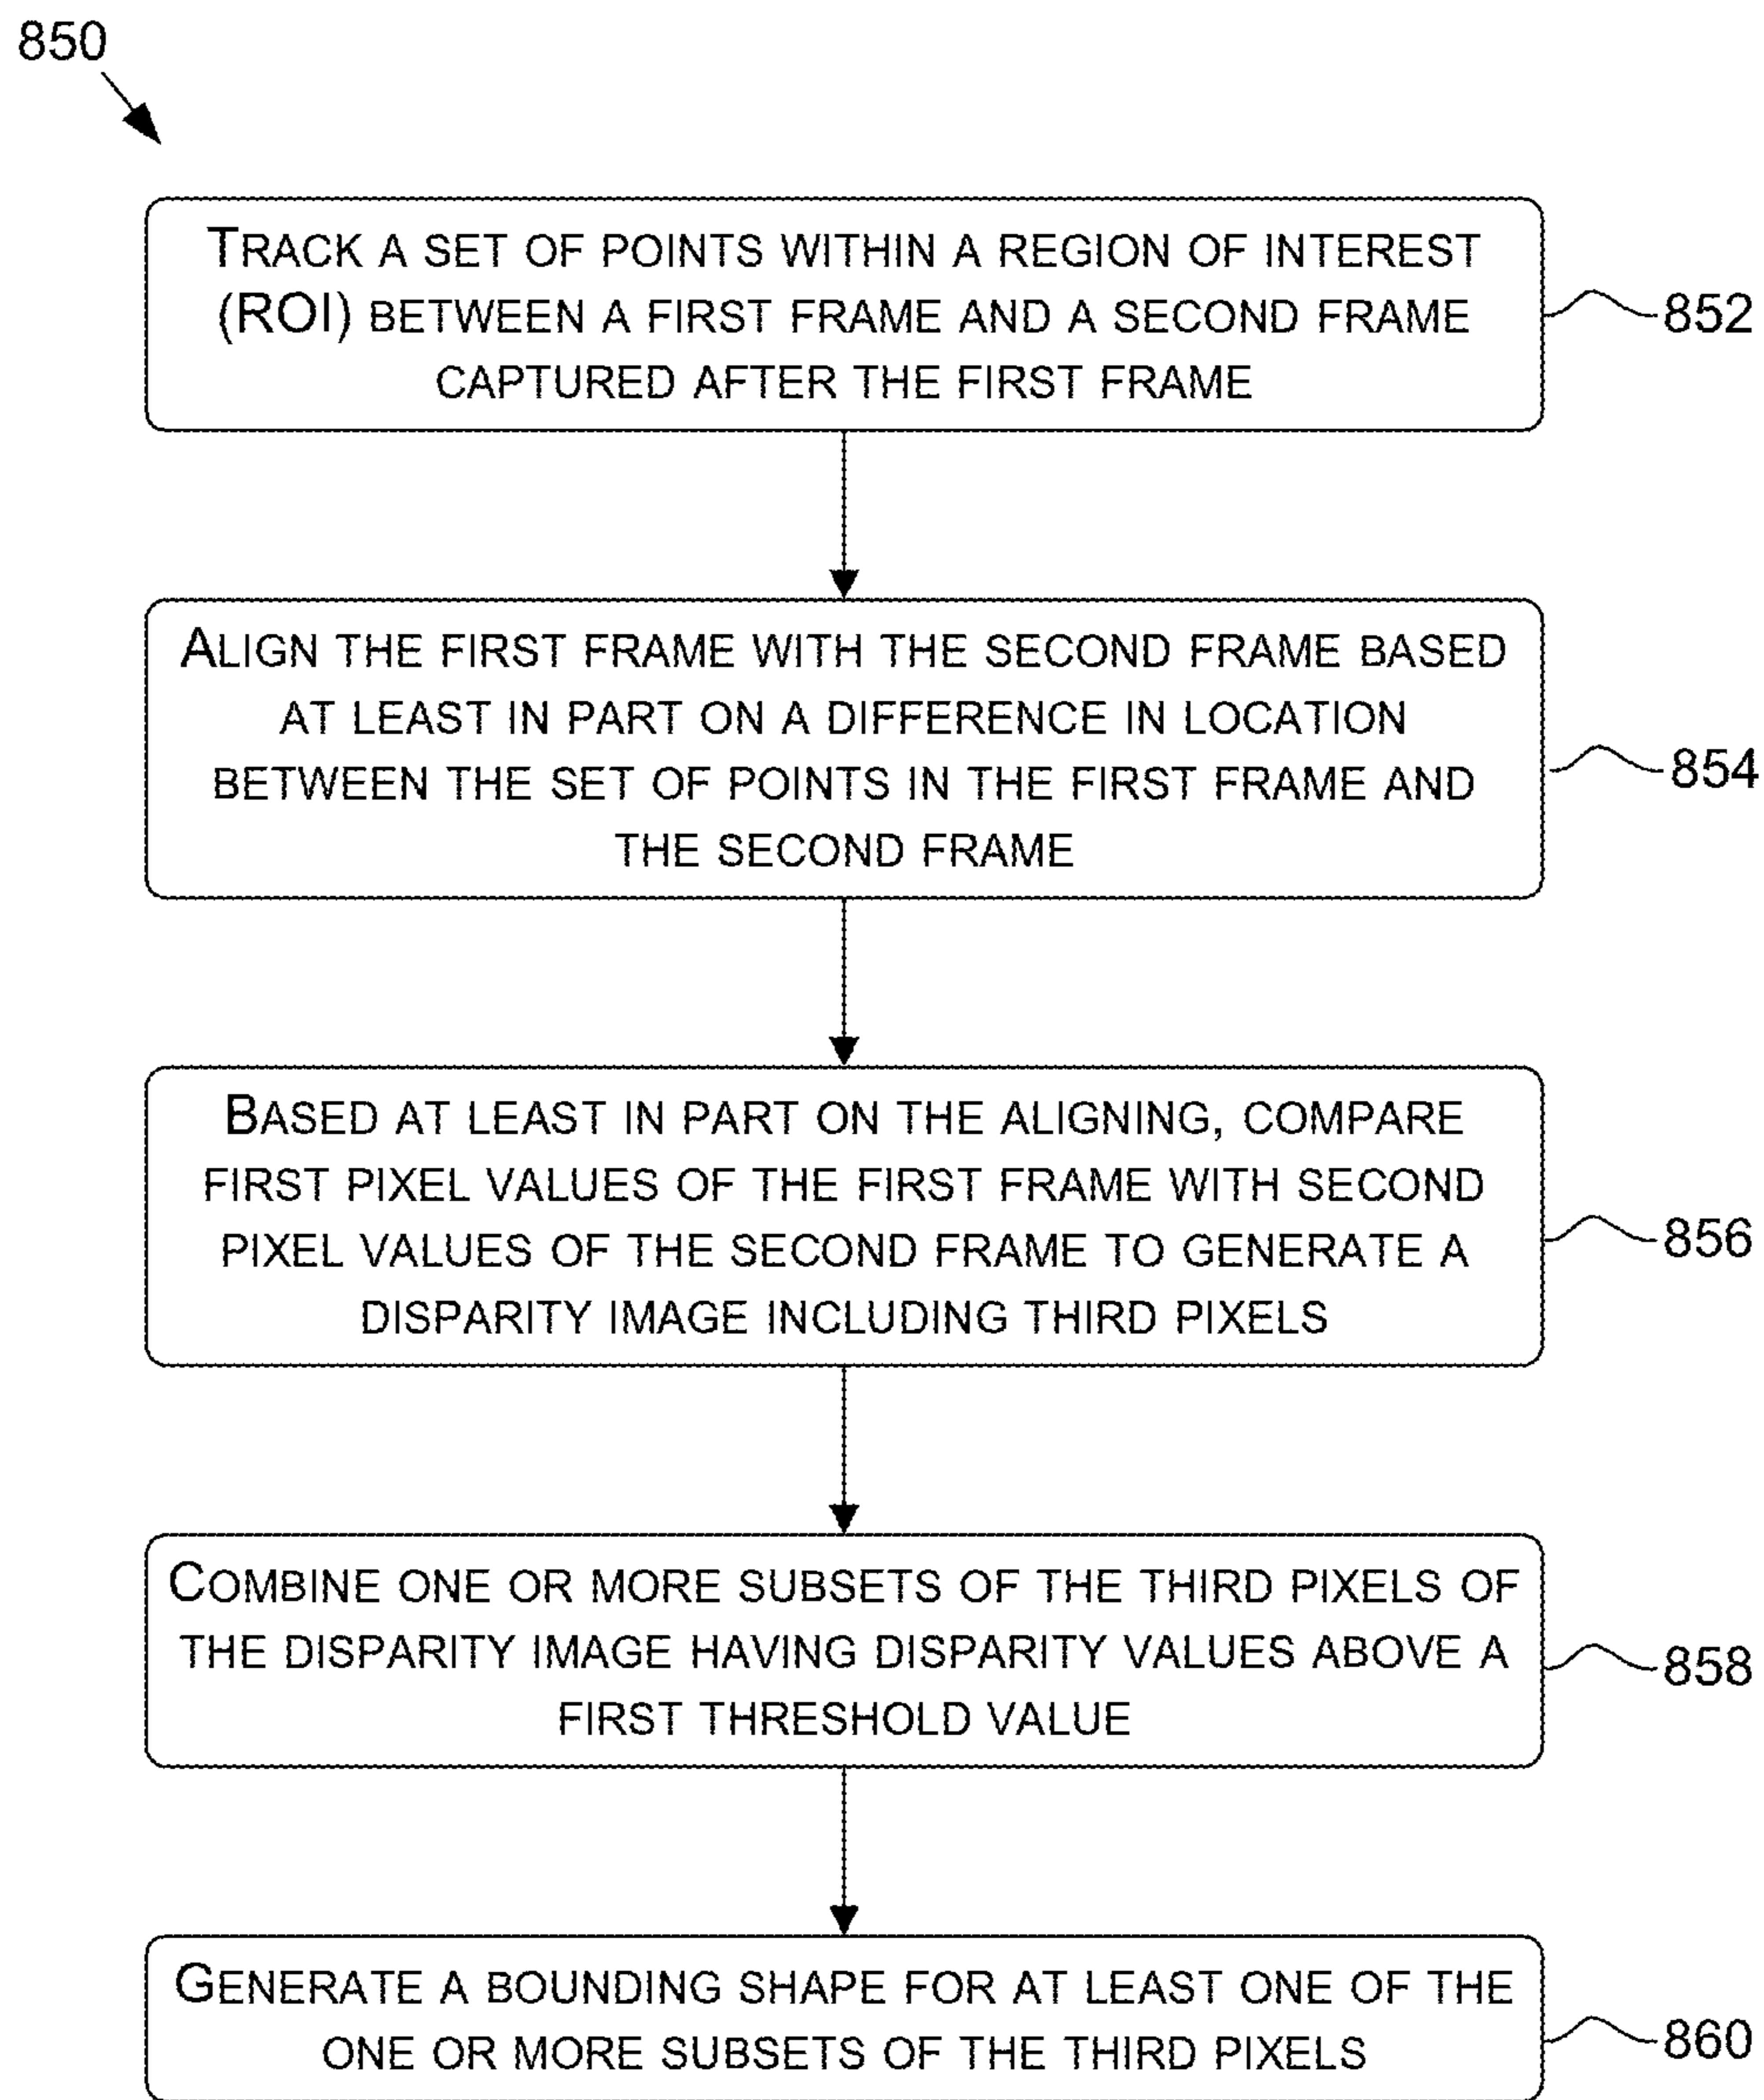 850
TRACK A SET OF POINTS WITHIN A REGION OF INTEREST
(ROI) BETWEEN A FIRST FRAME AND A SECOND FRAME
CAPTURED AFTER THE FIRST FRAME
852
ALIGN THE FIRST FRAME WITH THE SECOND FRAME BASED
AT LEAST IN PART ON A DIFFERENCE IN LOCATION
BETWEEN THE SET OF POINTS IN THE FIRST FRAME AND
THE SECOND FRAME
854
BASED AT LEAST IN PART ON THE ALIGNING, COMPARE
FIRST PIXEL VALUES OF THE FIRST FRAME WITH SECOND
PIXEL VALUES OF THE SECOND FRAME TO GENERATE A
DISPARITY IMAGE INCLUDING THIRD PIXELS
856
COMBINE ONE OR MORE SUBSETS OF THE THIRD PIXELS OF
THE DISPARITY IMAGE HAVING DISPARITY VALUES ABOVE A
FIRST THRESHOLD VALUE
858
GENERATE A BOUNDING SHAPE FOR AT LEAST ONE OF THE
ONE OR MORE SUBSETS OF THE THIRD PIXELS
860